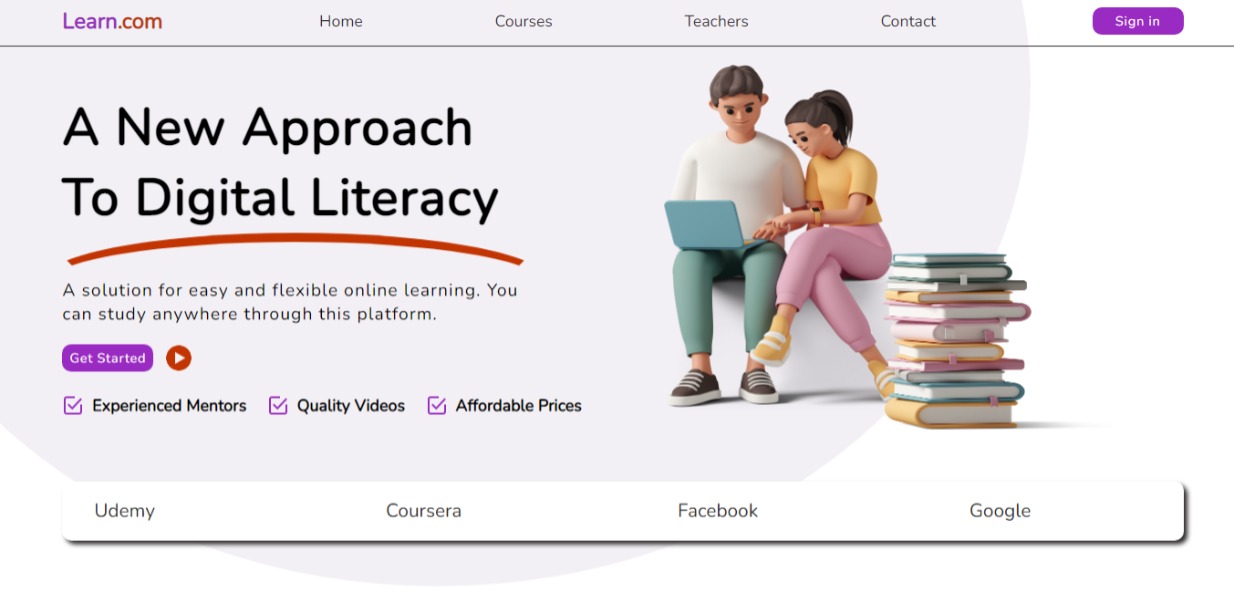 Learn.com
Home
Courses
Teachers
Contact
Sign in
A New Approach
To Digital Literacy
A solution for easy and flexible online learning. You
can study anywhere through this platform.
Get Started
Experienced Mentors
Quality Videos
Affordable Prices
Udemy
Coursera
Facebook
Google